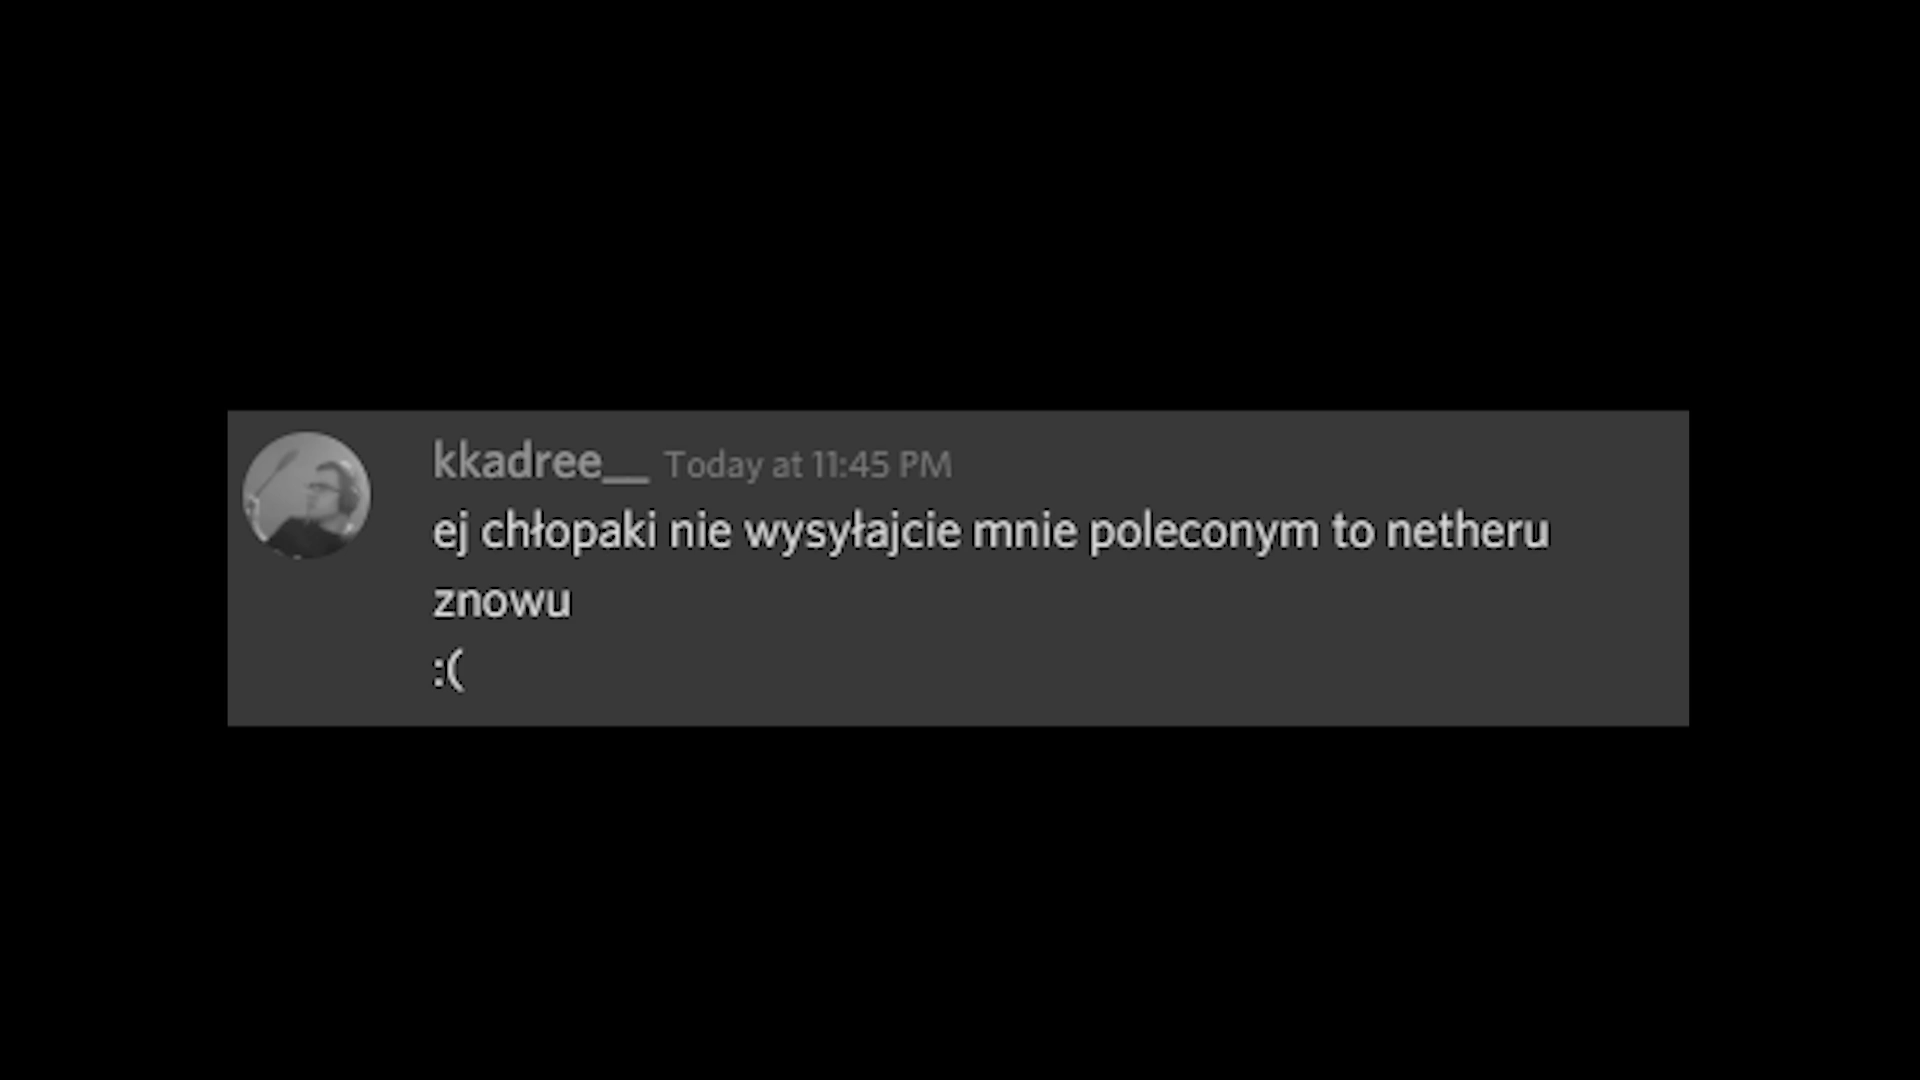 kkadree__ Today at 11:45 PM
ej chłopaki nie wysyłajcie mnie poleconym to netheru
znowu
:(